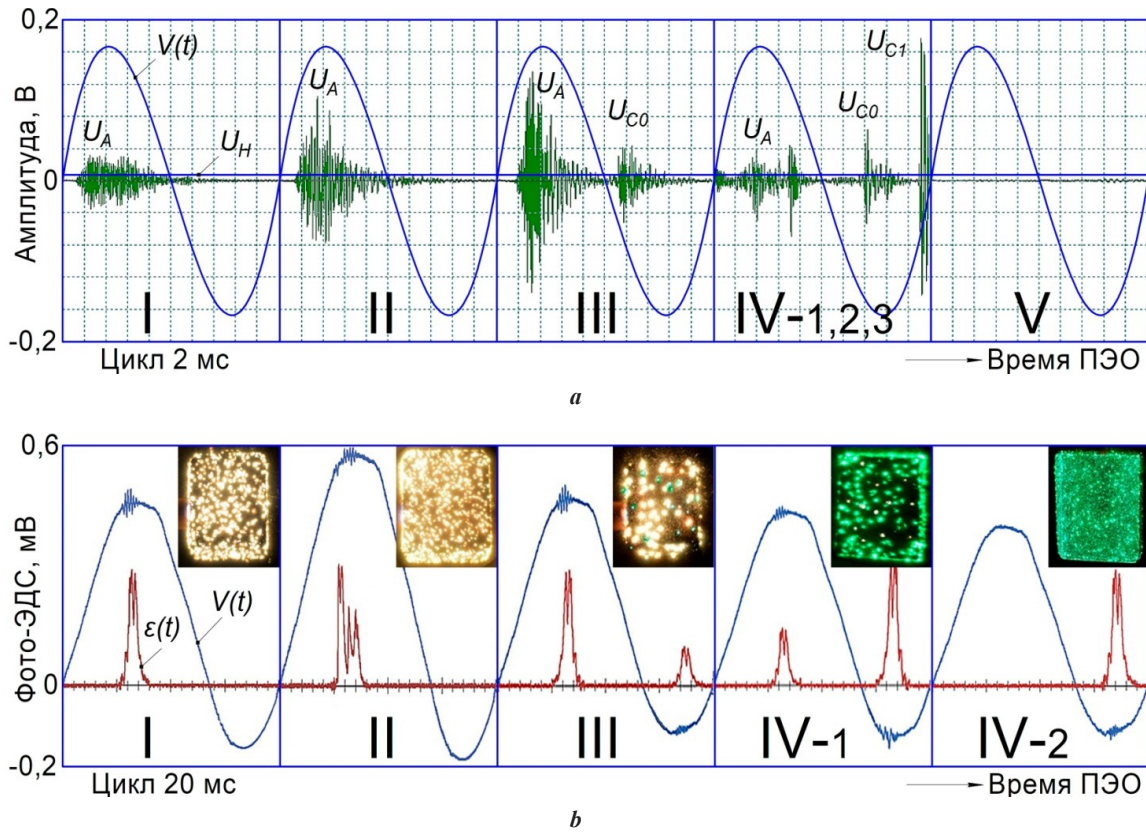 0,2
U_C1
V(t)
U_A
U_A
U_C0
U_C0
U_A
U_H
U_A
Амплитуда, В
0
I
II
III
IV-1,2,3
V
-0,2
Цикл 2 мс
Время ПЭО
a
0,6
V(t)
ε(t)
Фото-ЭДС, мВ
0
I
II
III
IV-1
IV-2
-0,2
Цикл 20 мс
Время ПЭО
b